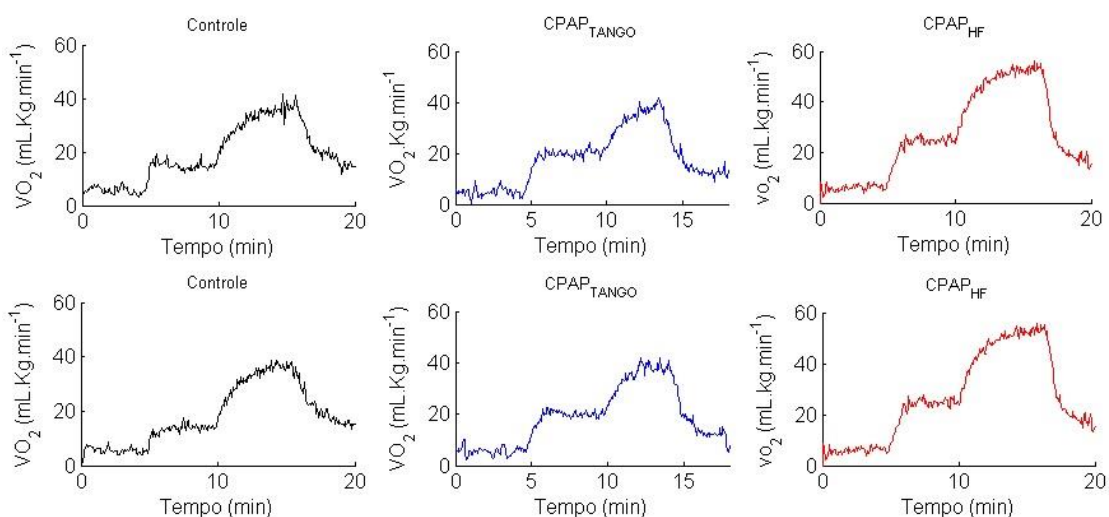 Controle
60
40
20
0
VO2 (mL.Kg.min-1)
0 10 20
Tempo (min)
CPAPTANGO
60
40
20
0
VO2.Kg.min-1)
0 5 10 15
Tempo (min)
CPAPHF
60
40
20
0
vo2 (mL.kg.min-1)
0 10 20
Tempo (min)
Controle
60
40
20
0
VO2 (mL.Kg.min-1)
0 10 20
Tempo (min)
CPAPTANGO
60
40
20
0
VO2 (mL.Kg.min-1)
0 5 10 15
Tempo (min)
CPAPHF
60
40
20
0
vo2 (mL.kg.min-1)
0 10 20
Tempo (min)